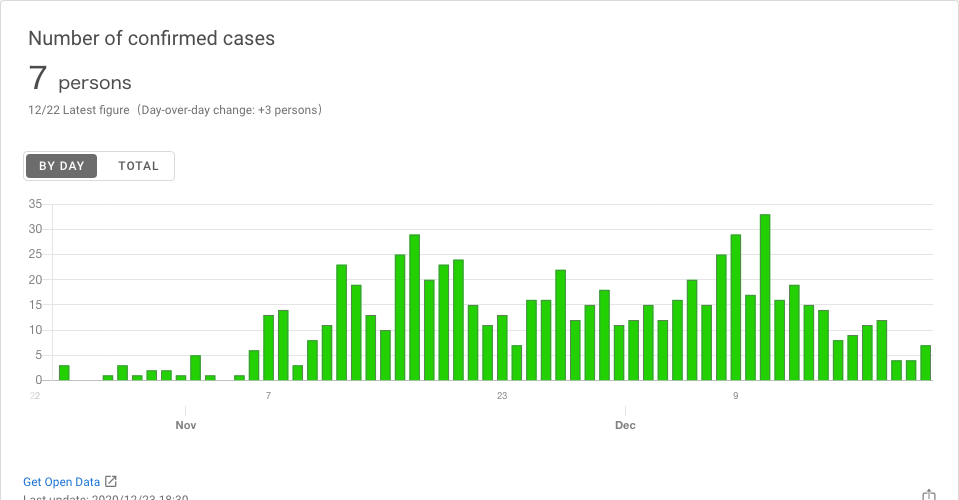 Number of confirmed cases
7 persons
12/22 Latest figure（Day-over-day change: +3 persons）
BY DAY TOTAL
35
30
25
20
15
10
5
0
22 7 23 9
Nov Dec
Get Open Data
Last update: 2020/12/23 18:30